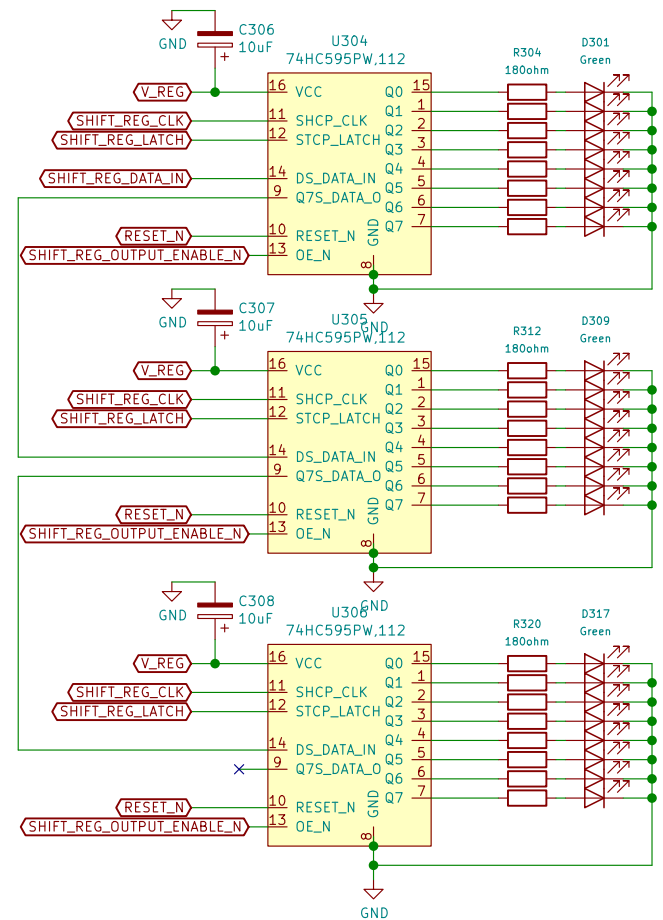 C306
10uF
GND
U304
74HC595PW,112
R304
180ohm
D301
Green
V_REG
16 VCC
Q0 15
Q1 1
SHIFT_REG_CLK
11 SHCP_CLK
Q2 2
SHIFT_REG_LATCH
12 STCP_LATCH
Q3 3
Q4 4
SHIFT_REG_DATA_IN
14 DS_DATA_IN
Q5 5
9 Q7S_DATA_O
Q6 6
Q7 7
RESET_N
10 RESET_N
SHIFT_REG_OUTPUT_ENABLE_N
13 OE_N
GND
8
GND
C307
10uF
GND
U305
74HC595PW,112
R312
180ohm
D309
Green
V_REG
16 VCC
Q0 15
Q1 1
SHIFT_REG_CLK
11 SHCP_CLK
Q2 2
SHIFT_REG_LATCH
12 STCP_LATCH
Q3 3
Q4 4
14 DS_DATA_IN
Q5 5
9 Q7S_DATA_O
Q6 6
Q7 7
RESET_N
10 RESET_N
SHIFT_REG_OUTPUT_ENABLE_N
13 OE_N
GND
8
GND
C308
10uF
GND
U306
74HC595PW,112
R320
180ohm
D317
Green
V_REG
16 VCC
Q0 15
Q1 1
SHIFT_REG_CLK
11 SHCP_CLK
Q2 2
SHIFT_REG_LATCH
12 STCP_LATCH
Q3 3
Q4 4
14 DS_DATA_IN
Q5 5
9 Q7S_DATA_O
Q6 6
Q7 7
RESET_N
10 RESET_N
SHIFT_REG_OUTPUT_ENABLE_N
13 OE_N
GND
8
GND